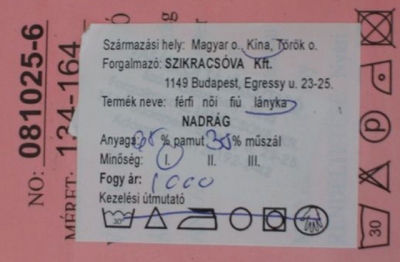 NO: 081025-6
MÉRET: 134-164
Származási hely: Magyar o., Kína, Török o.
Forgalmazó: SZIKRACSÓVA Kft.
1149 Budapest, Egressy u. 23-25.
Termék neve: férfi női fiú lányka
NADRÁG
Anyaga: % pamut 35% műszál
Minőség: I. II. III.
Fogy ár: 1000
Kezelési útmutató
30
P
30